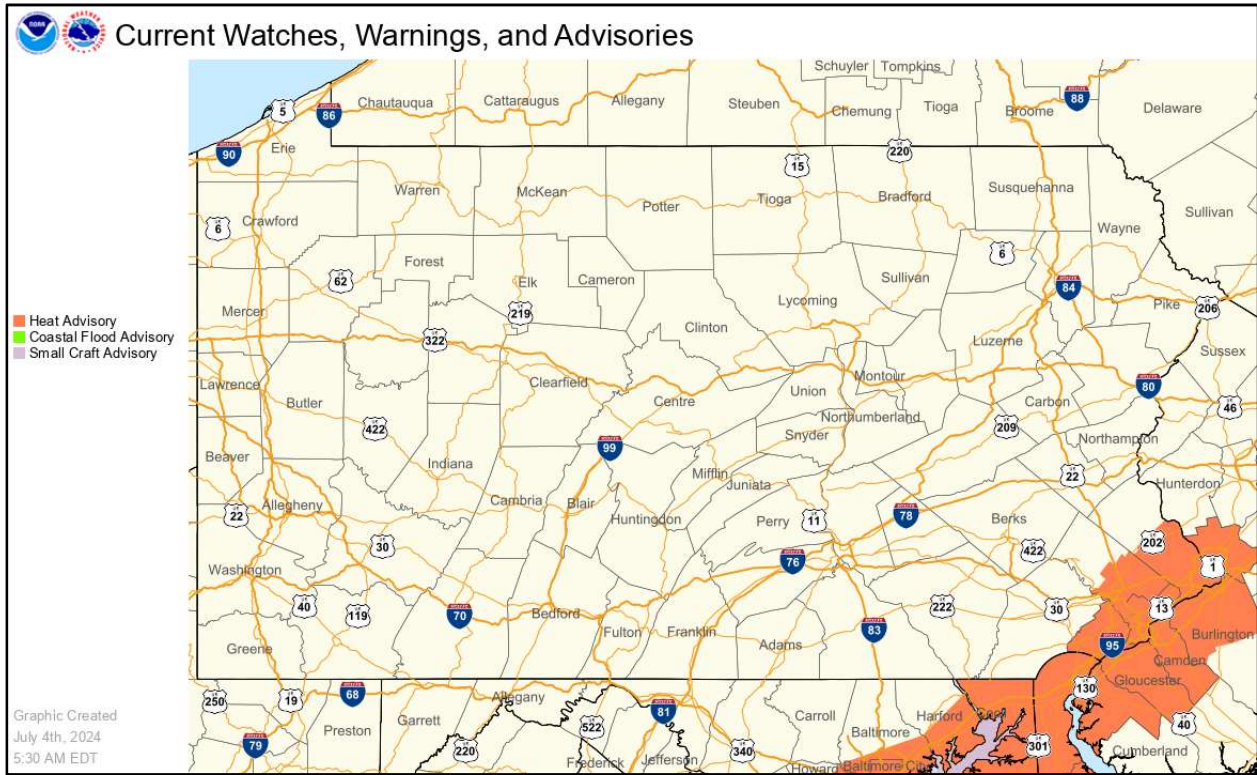 Current Watches, Warnings, and Advisories
Schuyler Tompkins
Chautauqua Cattaraugus Allegany Steuben Chemung Tioga Broome 88 Delaware
5 86
90 Erie 15 220
Warren McKean Potter Tioga Bradford Susquehanna
Crawford Wayne Sullivan
6
Forest 6
62 Elk Cameron Sullivan
Mercer 219 Lycoming 84 Pike 206
Heat Advisory
Coastal Flood Advisory
Small Craft Advisory
322 Clinton Luzerne Sussex
Lawrence Clearfield Montour 80
Butler Centre Union Carbon 46
422 Northumberland 209
Snyder Northampton
Beaver 99
Indiana Mifflin 22 Hunterdon
Allegheny Cambria Blair Juniata
22 Huntingdon Perry 11 78 Berks
30 422 202
Washington 76 1
40 119 70 Bedford 222 30 13
Fulton Franklin Adams 83 95 Burlington
Greene Camden
Gloucester
250 19 68 Allegany 130
Graphic Created
July 4th, 2024
5:30 AM EDT
Preston Garrett 81 Carroll Harford Cecil 40
79 220 522 340 Baltimore 301 Cumberland
Frederick Jefferson Howard Baltimore City